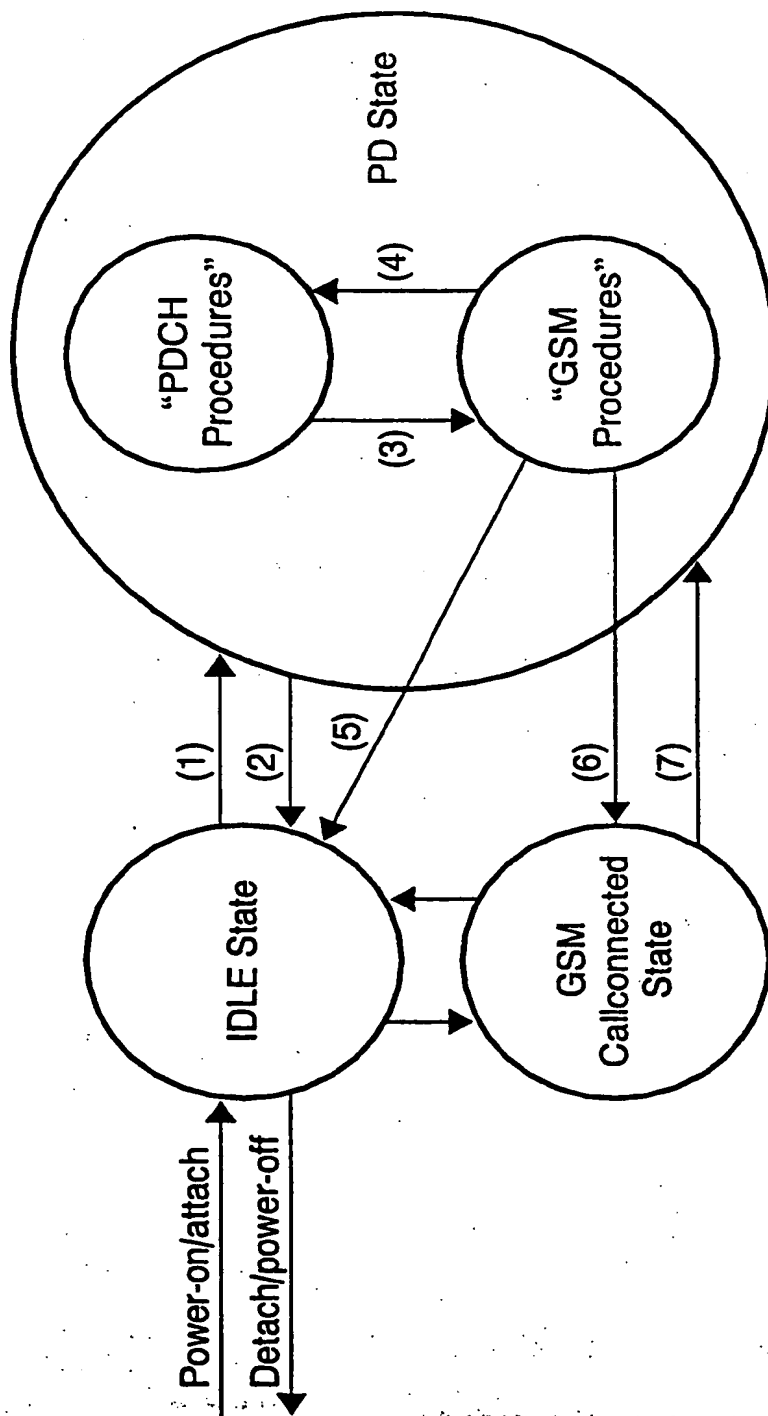 Power-on/attach
Detach/power-off
IDLE State
GSM
Callconnected
State
(1)
(2)
(5)
(6)
(7)
"PDCH
Procedures"
(3)
(4)
"GSM
Procedures"
PD State